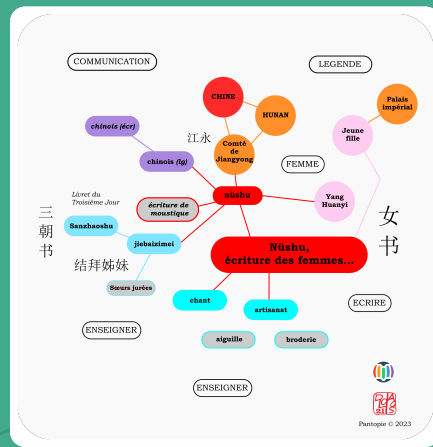 COMMUNICATION
LEGENDE
CHINE
Palais
impérial
HUNAN
chinois (écr)
江永
Jeune
fille
Comté
de
Jiangyong
chinois (lg)
FEMME
nüshu
Livret du
Troisième Jour
écriture de
moustique
Yang
Huanyi
三
朝
书
Sanzhaoshu
女
书
jiebaizimei
Nüshu,
écriture des femmes...
结拜姊妹
Sœurs jurées
chant
artisanat
ECRIRE
ENSEIGNER
aiguille
broderie
ENSEIGNER
Pantopie © 2023